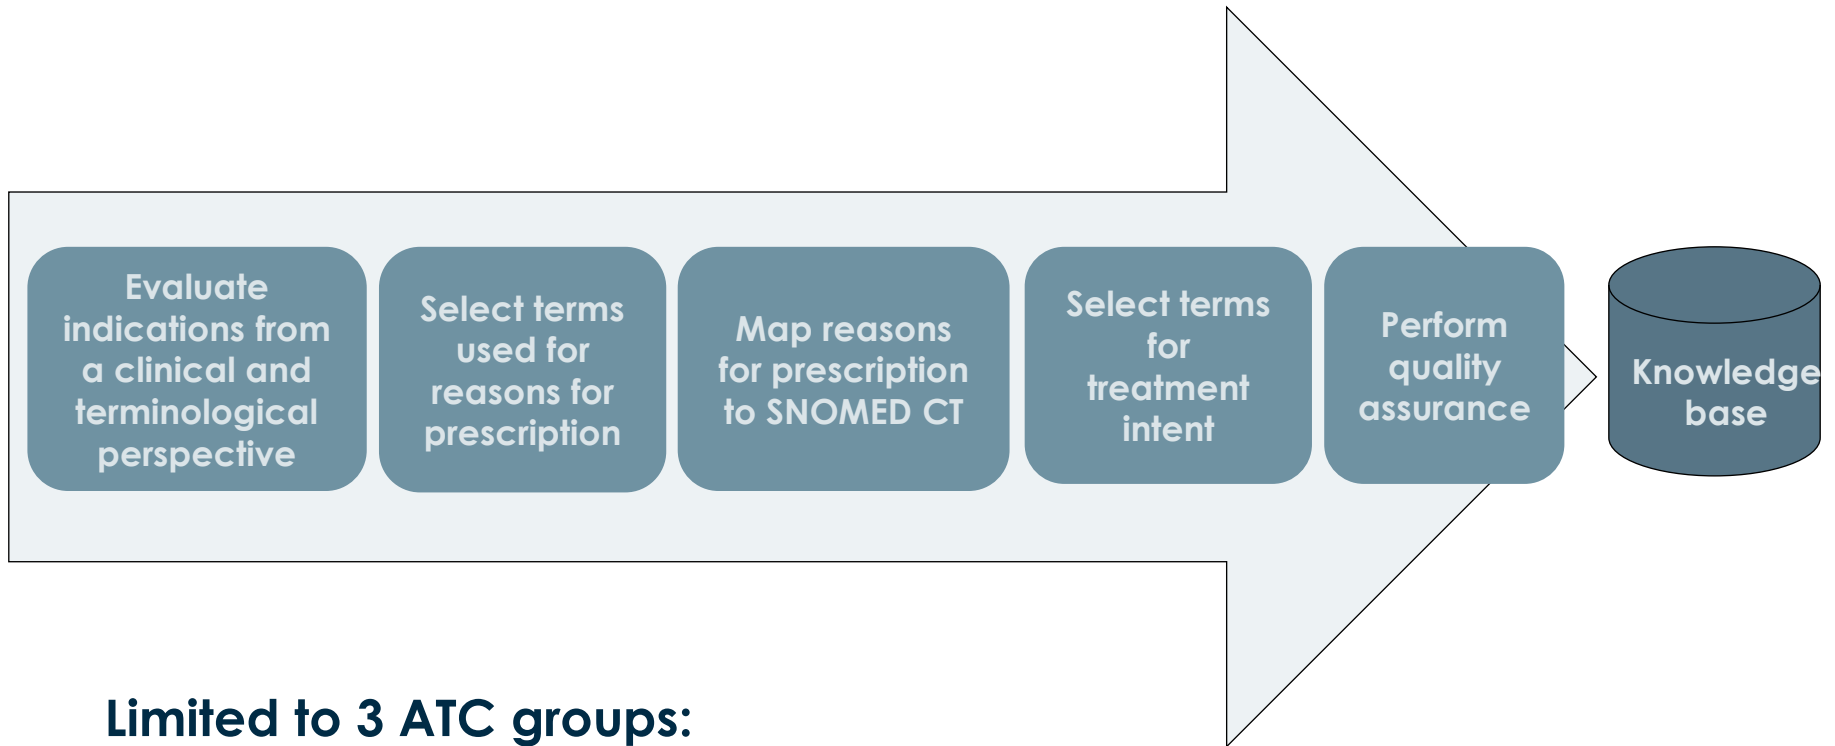 Evaluate
indications from
a clinical and
terminological
perspective
Select terms
used for
reasons for
prescription
Map reasons
for prescription
to SNOMED CT
Select terms
for
treatment
intent
Perform
quality
assurance
Knowledge
base
Limited to 3 ATC groups: